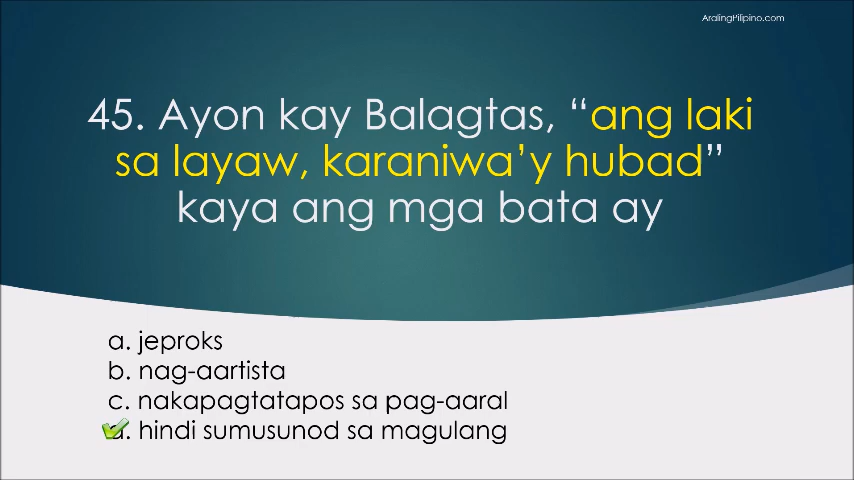 AralingPilipino.com
45. Ayon kay Balagtas, “ang laki
sa layaw, karaniwa’y hubad”
kaya ang mga bata ay
a. jeproks
b. nag-aartista
c. nakapagtatapos sa pag-aaral
d. hindi sumusunod sa magulang